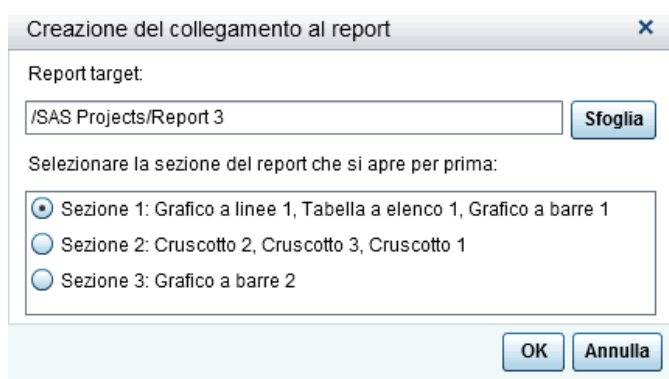 Creazione del collegamento al report
Report target:
/SAS Projects/Report 3
Sfoglia
Selezionare la sezione del report che si apre per prima:
Sezione 1: Grafico a linee 1, Tabella a elenco 1, Grafico a barre 1
Sezione 2: Cruscotto 2, Cruscotto 3, Cruscotto 1
Sezione 3: Grafico a barre 2
OK
Annulla